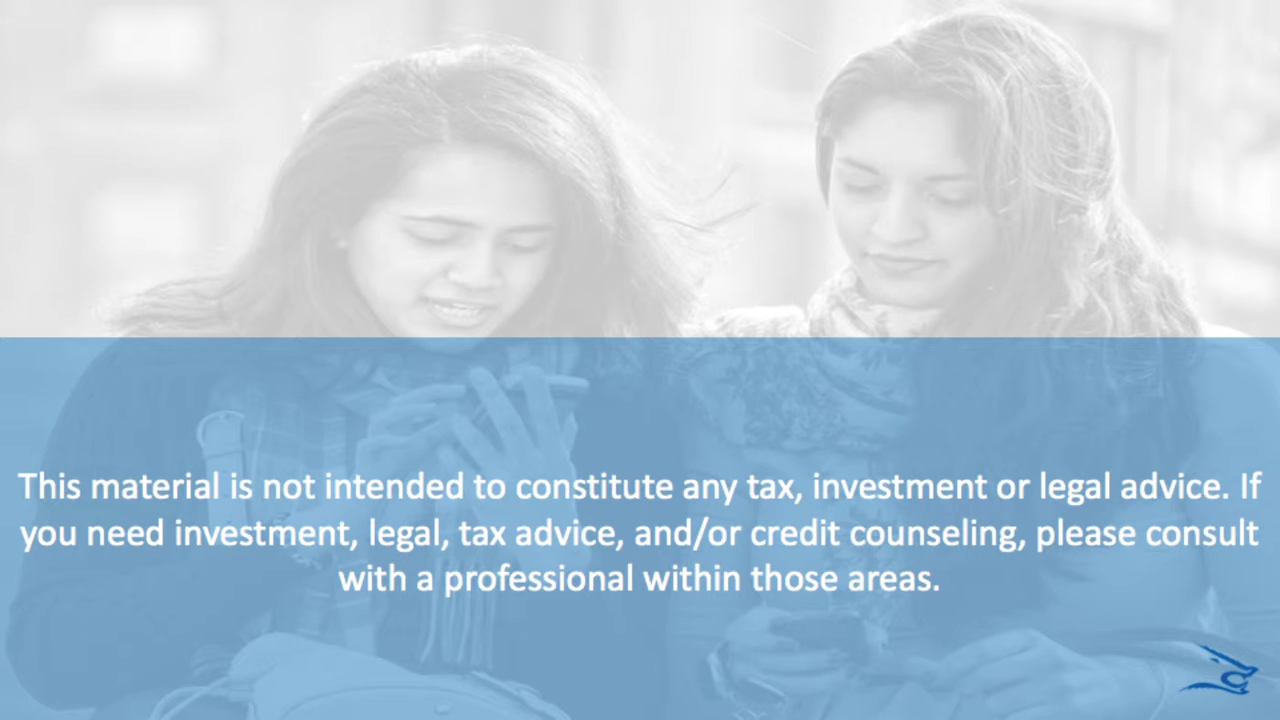 This material is not intended to constitute any tax, investment or legal advice. If
you need investment, legal, tax advice, and/or credit counseling, please consult
with a professional within those areas.